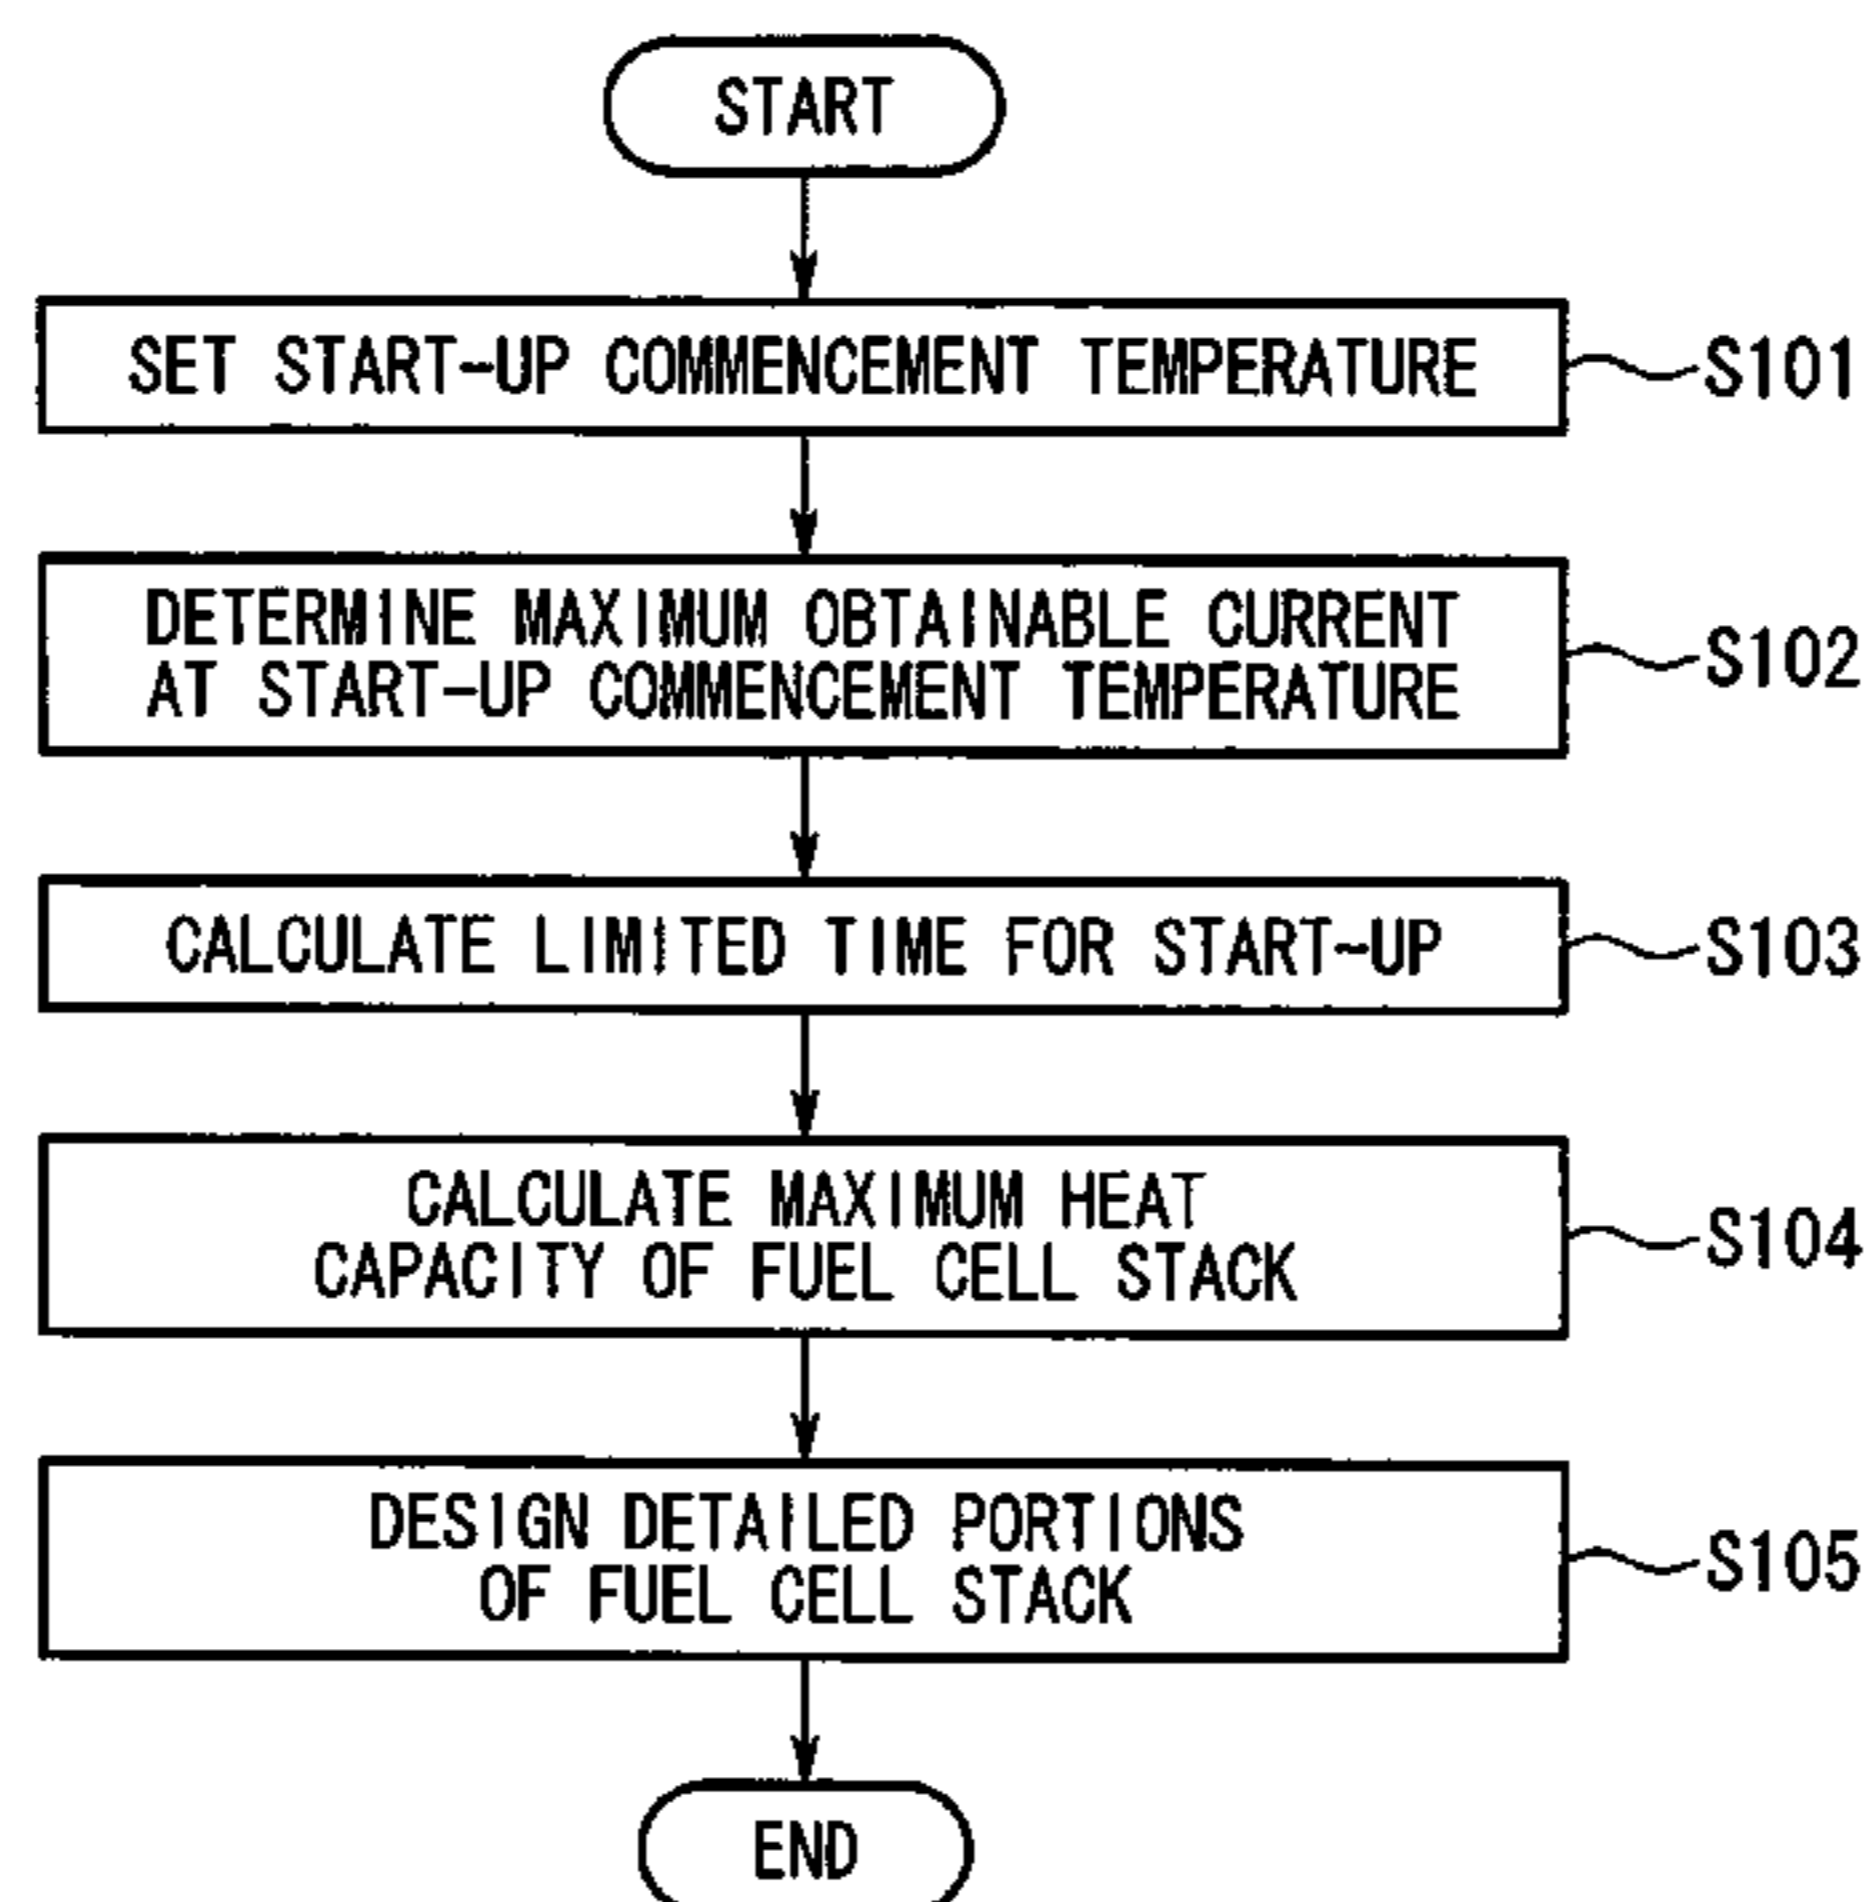 START
SET START-UP COMMENCEMENT TEMPERATURE
S101
DETERMINE MAXIMUM OBTAINABLE CURRENT
AT START-UP COMMENCEMENT TEMPERATURE
S102
CALCULATE LIMITED TIME FOR START-UP
S103
CALCULATE MAXIMUM HEAT
CAPACITY OF FUEL CELL STACK
S104
DESIGN DETAILED PORTIONS
OF FUEL CELL STACK
S105
END